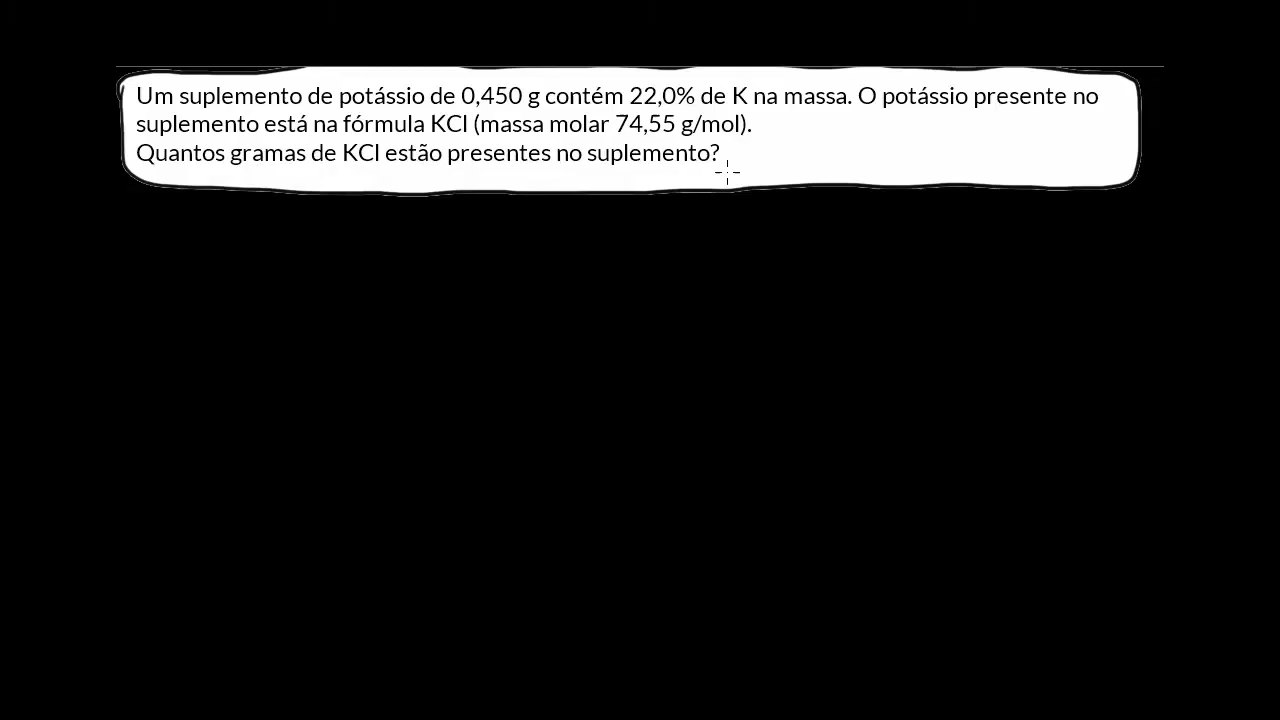 Um suplemento de potássio de 0,450 g contém 22,0% de K na massa. O potássio presente no
suplemento está na fórmula KCl (massa molar 74,55 g/mol).
Quantos gramas de KCl estão presentes no suplemento?